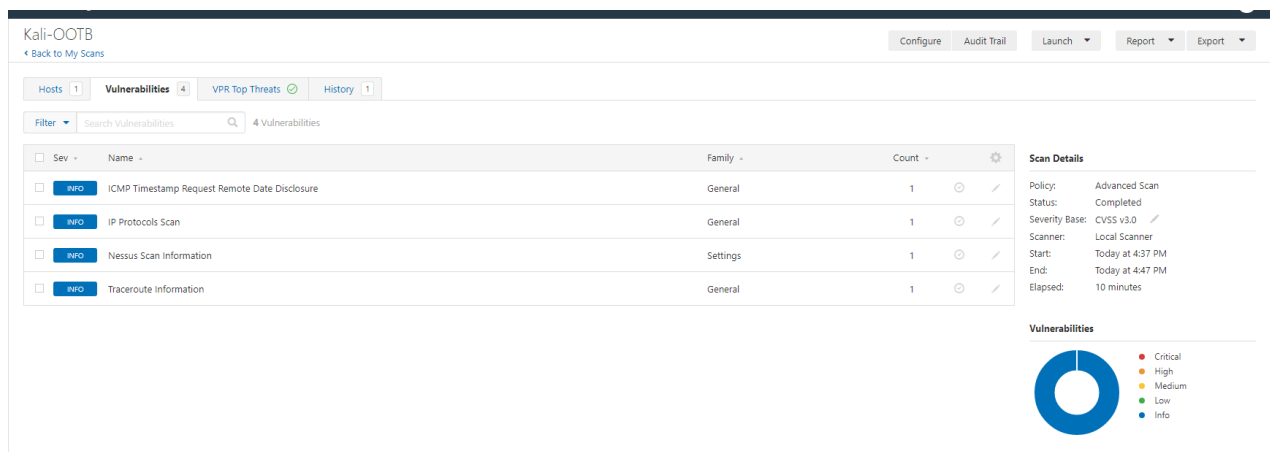 Kali-OOTB
Back to My Scans
Configure Audit Trail Launch Report Export
Hosts 1 Vulnerabilities 4 VPR Top Threats History 1
Filter Search Vulnerabilities 4 Vulnerabilities
Sev Name Family Count
INFO ICMP Timestamp Request Remote Date Disclosure General 1
INFO IP Protocols Scan General 1
INFO Nessus Scan Information Settings 1
INFO Traceroute Information General 1
Scan Details
Policy: Advanced Scan
Status: Completed
Severity Base: CVSS v3.0
Scanner: Local Scanner
Start: Today at 4:37 PM
End: Today at 4:47 PM
Elapsed: 10 minutes
Vulnerabilities
Critical
High
Medium
Low
Info